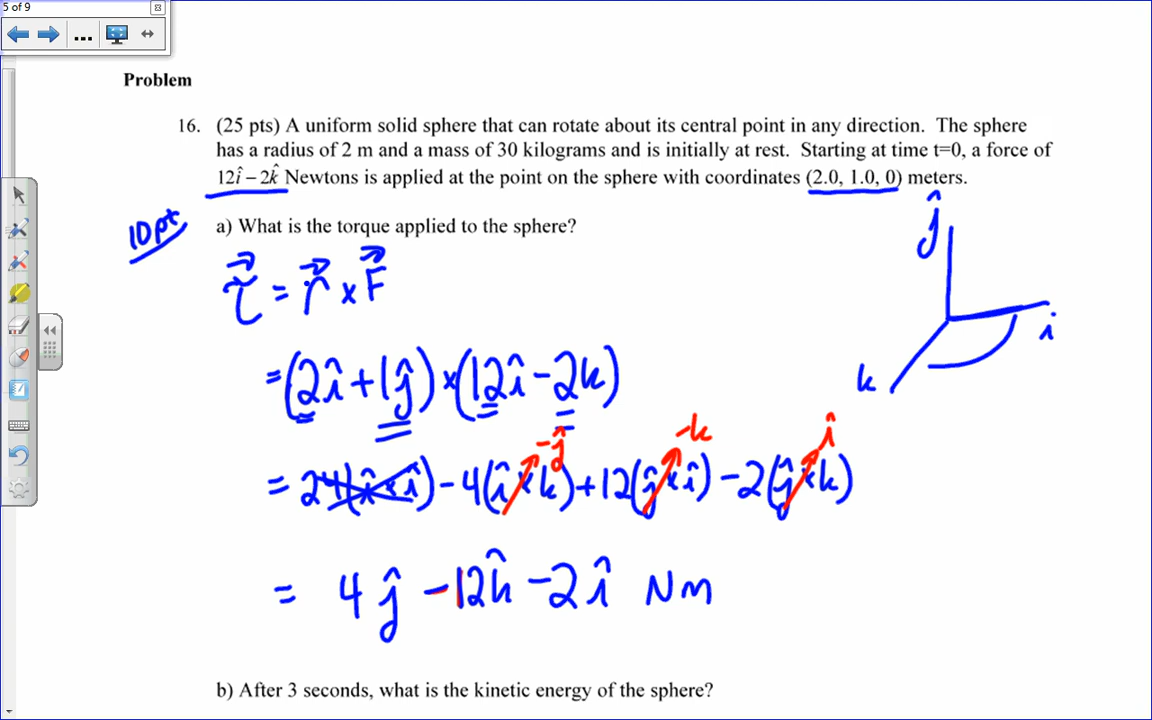 5 of 9
Problem
16. (25 pts) A uniform solid sphere that can rotate about its central point in any direction. The sphere
has a radius of 2 m and a mass of 30 kilograms and is initially at rest. Starting at time t=0, a force of
12î – 2k̂ Newtons is applied at the point on the sphere with coordinates (2.0, 1.0, 0) meters.
10pt
a) What is the torque applied to the sphere?
ĵ
τ⃗ = r⃗ × F⃗
i
k
= (2î + 1ĵ) × (12î - 2k)
-ĵ -k î
= 24(î × î) - 4(î × k) + 12(ĵ × î) - 2(ĵ × k)
= 4ĵ - 12k̂ - 2î Nm
b) After 3 seconds, what is the kinetic energy of the sphere?